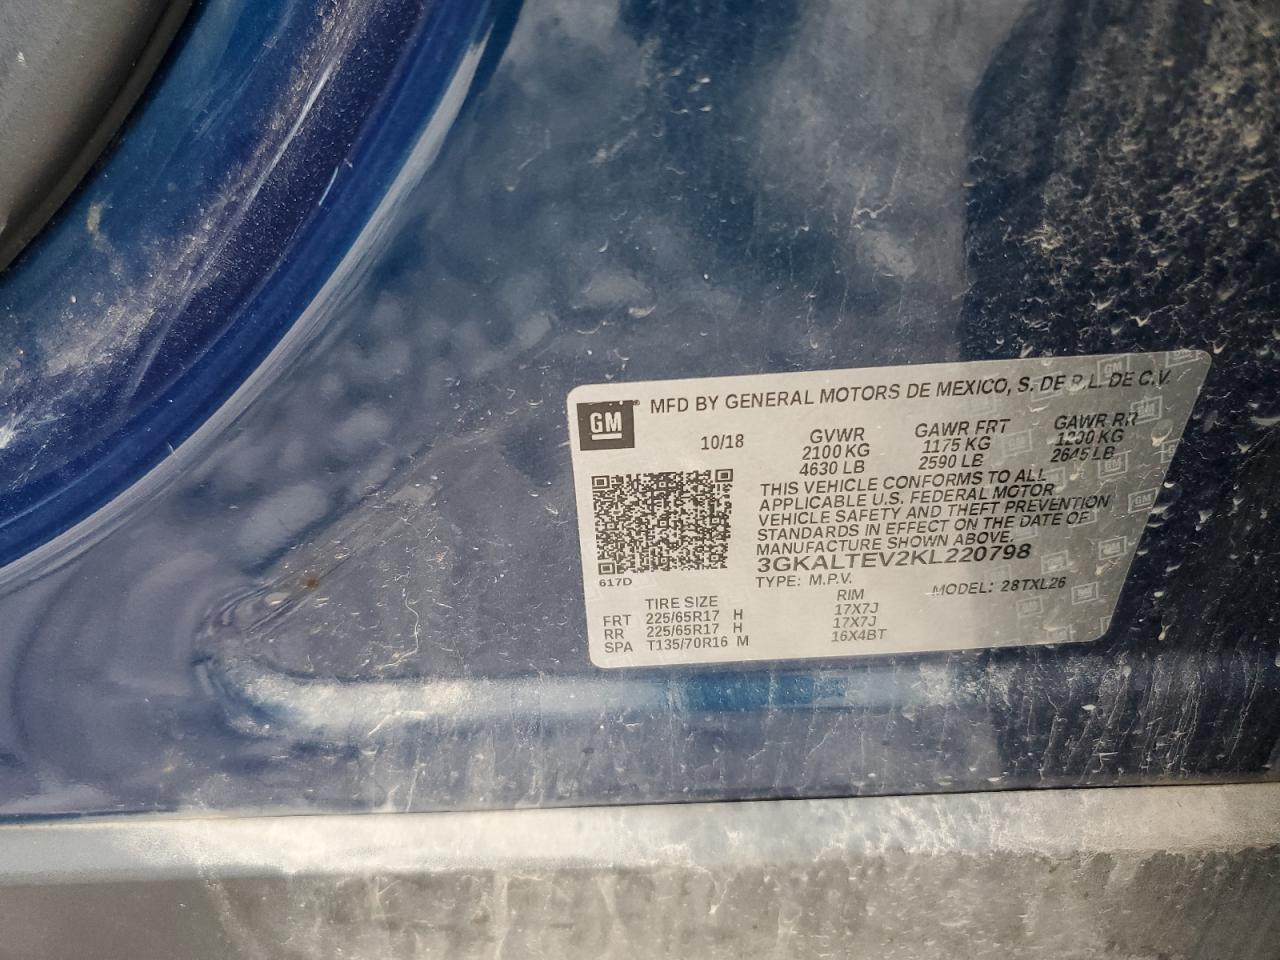 GM
MFD BY GENERAL MOTORS DE MEXICO, S. DE R.L. DE C.V.
10/18 GVWR GAWR FRT GAWR RR
2100 KG 1175 KG 1200 KG
4630 LB 2590 LB 2645 LB
THIS VEHICLE CONFORMS TO ALL
APPLICABLE U.S. FEDERAL MOTOR
VEHICLE SAFETY AND THEFT PREVENTION
STANDARDS IN EFFECT ON THE DATE OF
MANUFACTURE SHOWN ABOVE.
3GKALTEV2KL220798
617D
TYPE: M.P.V. MODEL: 28TXL26
TIRE SIZE RIM
FRT 225/65R17 H 17X7J
RR 225/65R17 H 17X7J
SPA T135/70R16 M 16X4BT